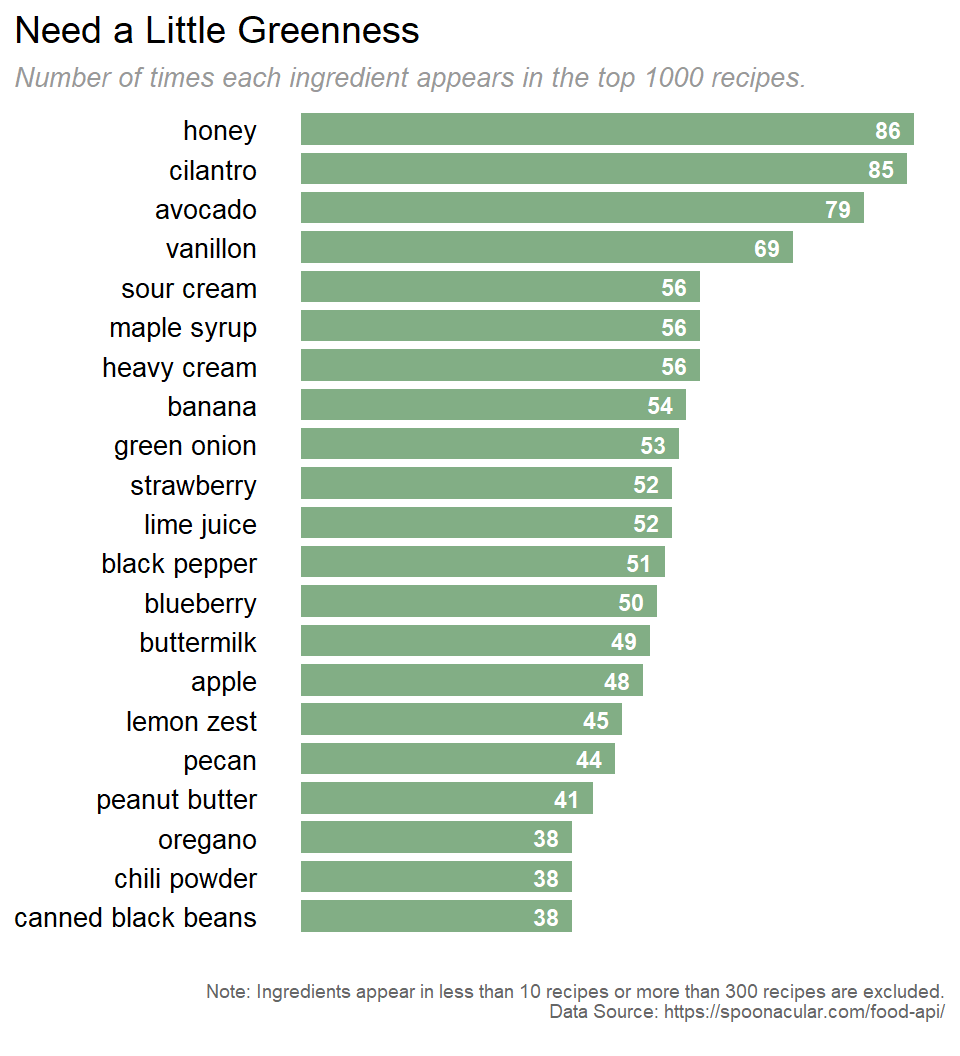 Need a Little Greenness
Number of times each ingredient appears in the top 1000 recipes.
honey 86
cilantro 85
avocado 79
vanillon 69
sour cream 56
maple syrup 56
heavy cream 56
banana 54
green onion 53
strawberry 52
lime juice 52
black pepper 51
blueberry 50
buttermilk 49
apple 48
lemon zest 45
pecan 44
peanut butter 41
oregano 38
chili powder 38
canned black beans 38
Note: Ingredients appear in less than 10 recipes or more than 300 recipes are excluded.
Data Source: https://spoonacular.com/food-api/